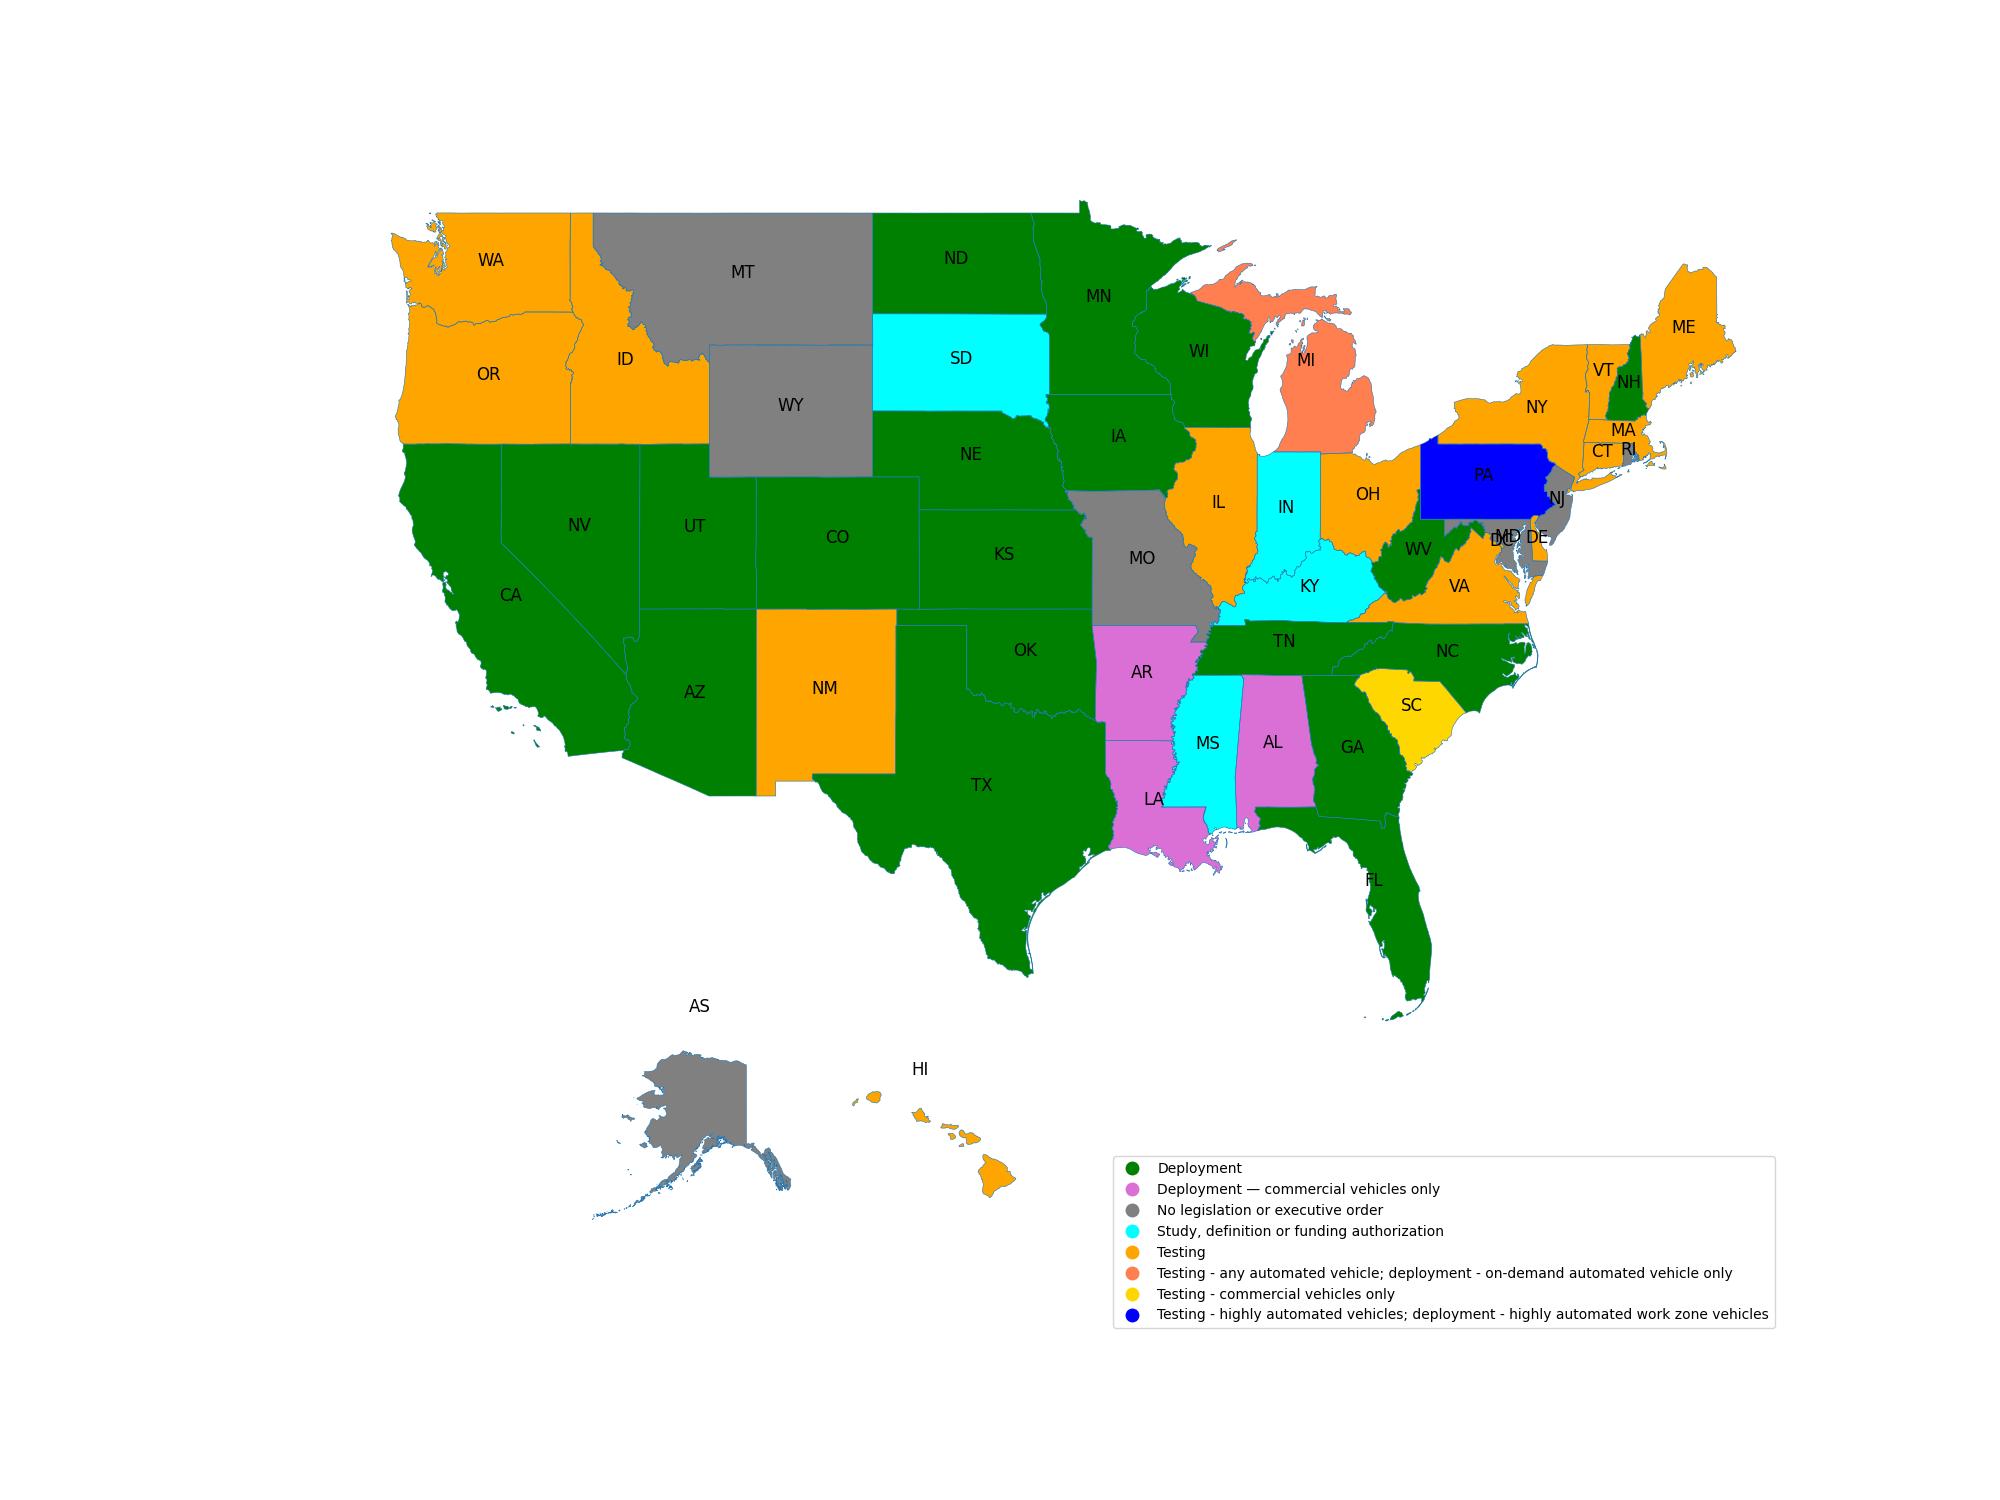 WA
MT
ND
MN
ME
OR
ID
SD
WI
MI
VT
NH
WY
NY
IA
MA
NE
CT
RI
PA
OH
IL
IN
NJ
NV
UT
CO
KS
MO
WV
DC
MD
DE
CA
KY
VA
TN
NC
OK
AR
AZ
NM
SC
MS
AL
GA
TX
LA
FL
AS
HI
Deployment
Deployment — commercial vehicles only
No legislation or executive order
Study, definition or funding authorization
Testing
Testing - any automated vehicle; deployment - on-demand automated vehicle only
Testing - commercial vehicles only
Testing - highly automated vehicles; deployment - highly automated work zone vehicles